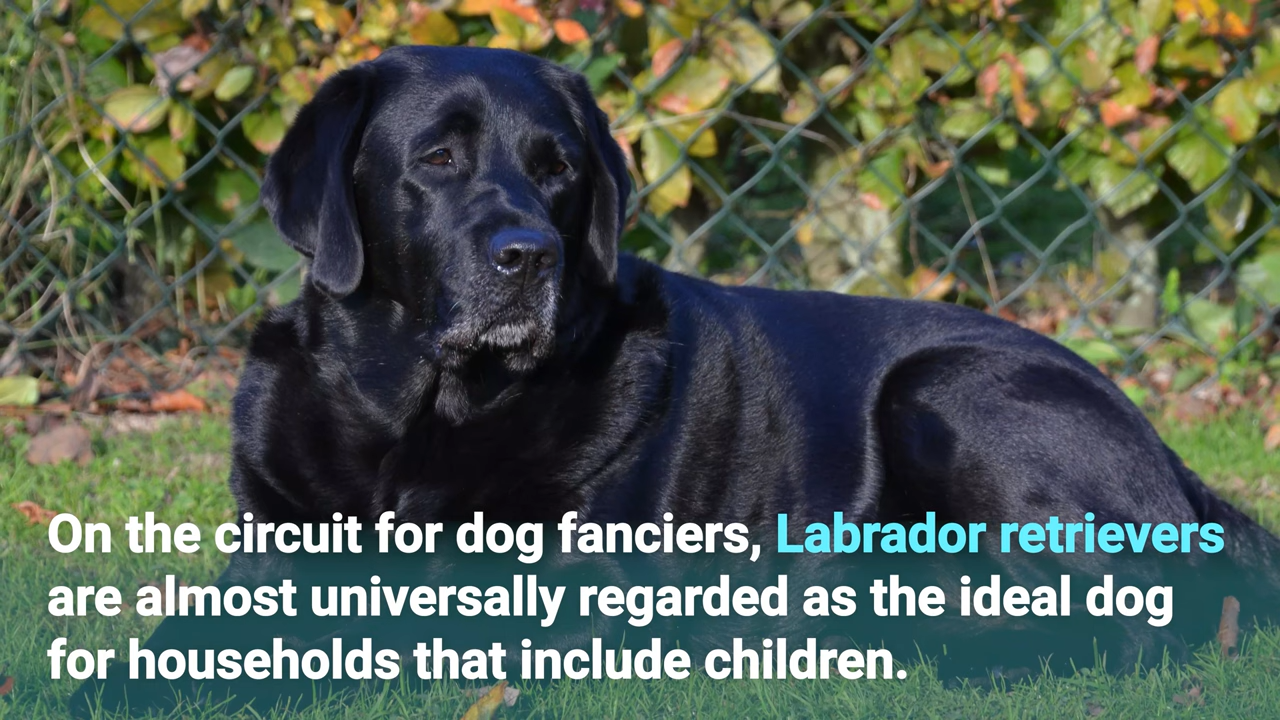 On the circuit for dog fanciers, Labrador retrievers
are almost universally regarded as the ideal dog
for households that include children.